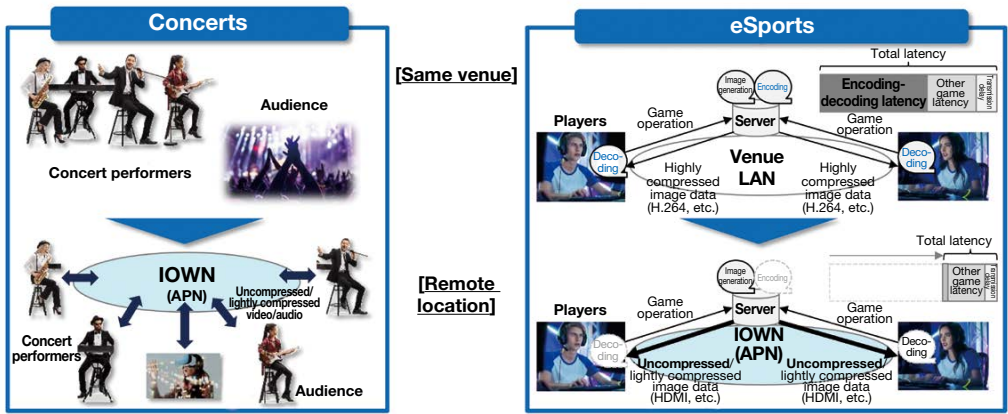 Concerts
Audience
Concert performers
IOWN
(APN)
Uncompressed/
lightly compressed
video/audio
Concert
performers
Audience
[Same venue]
[Remote
location]
eSports
Total latency
Encoding-
decoding latency
Other
game
latency
Transmission
delay
Image
generation
Encoding
Server
Game
operation
Game
operation
Players
Deco-
ding
Deco-
ding
Venue
LAN
Highly
compressed
image data
(H.264, etc.)
Highly
compressed
image data
(H.264, etc.)
Total latency
Other
game
latency
Transmission
delay
Image
generation
Encoding
Server
Game
operation
Game
operation
Players
Deco-
ding
Deco-
ding
IOWN
(APN)
Uncompressed/
lightly compressed
image data
(HDMI, etc.)
Uncompressed/
lightly compressed
image data
(HDMI, etc.)